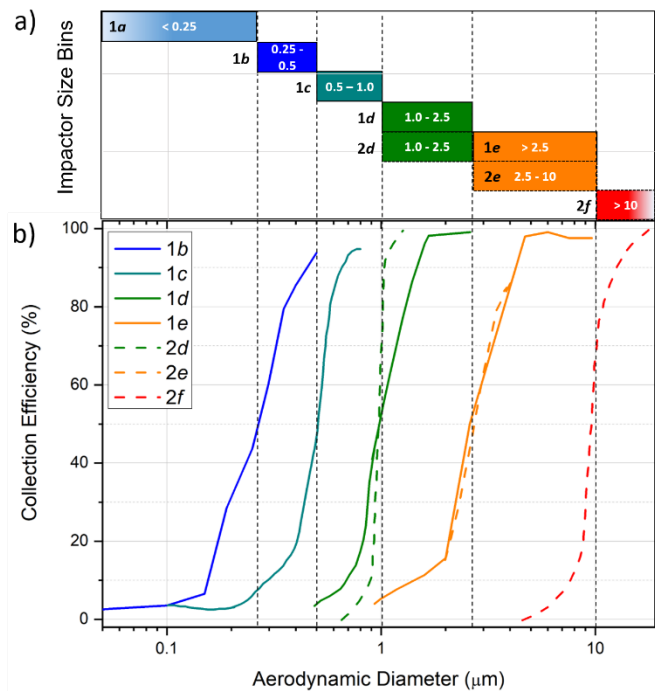 a)
Impactor Size Bins
1a < 0.25
1b 0.25 -
0.5
1c 0.5 – 1.0
1d 1.0 - 2.5
2d 1.0 - 2.5
1e > 2.5
2e 2.5 - 10
2f > 10
b)
Collection Efficiency (%)
100
80
60
40
20
0
1b
1c
1d
1e
2d
2e
2f
0.1 1 10
Aerodynamic Diameter (μm)